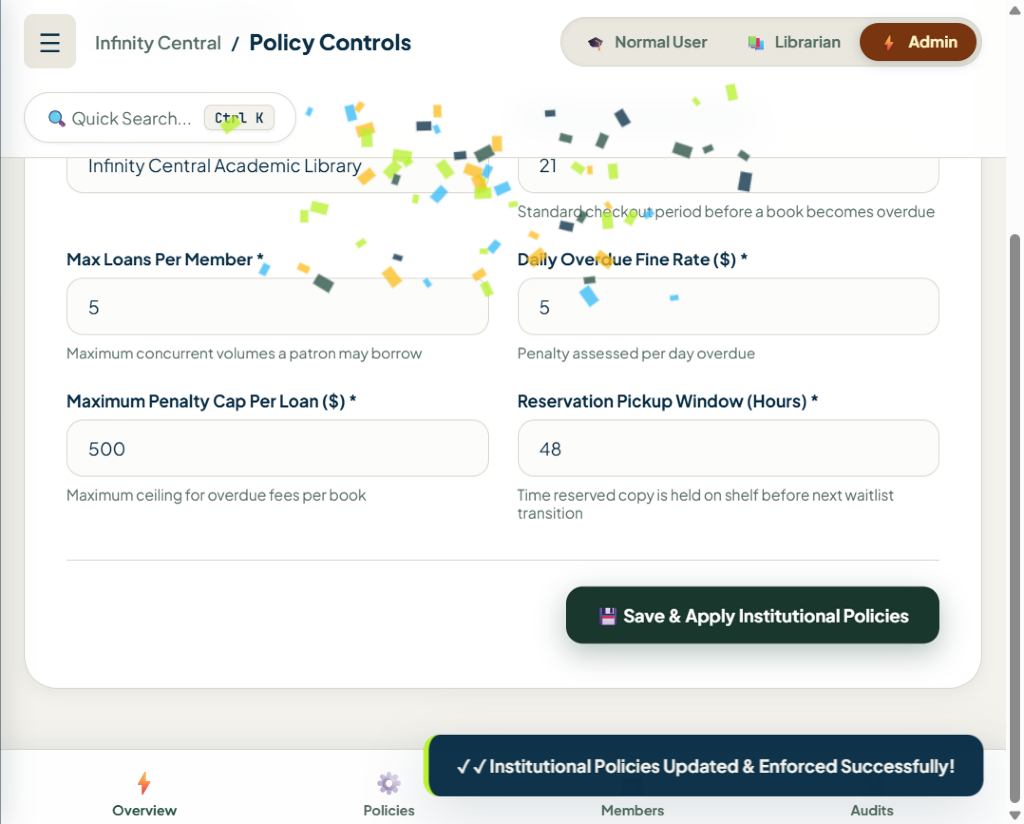 ☰ Infinity Central / Policy Controls
🎓 Normal User 📚 Librarian ⚡ Admin
🔍 Quick Search... Ctrl K
Infinity Central Academic Library
21
Standard checkout period before a book becomes overdue
Max Loans Per Member *
Daily Overdue Fine Rate ($) *
5
5
Maximum concurrent volumes a patron may borrow
Penalty assessed per day overdue
Maximum Penalty Cap Per Loan ($) *
Reservation Pickup Window (Hours) *
500
48
Maximum ceiling for overdue fees per book
Time reserved copy is held on shelf before next waitlist
transition
💾 Save & Apply Institutional Policies
✓✓Institutional Policies Updated & Enforced Successfully!
Overview
Policies
Members
Audits